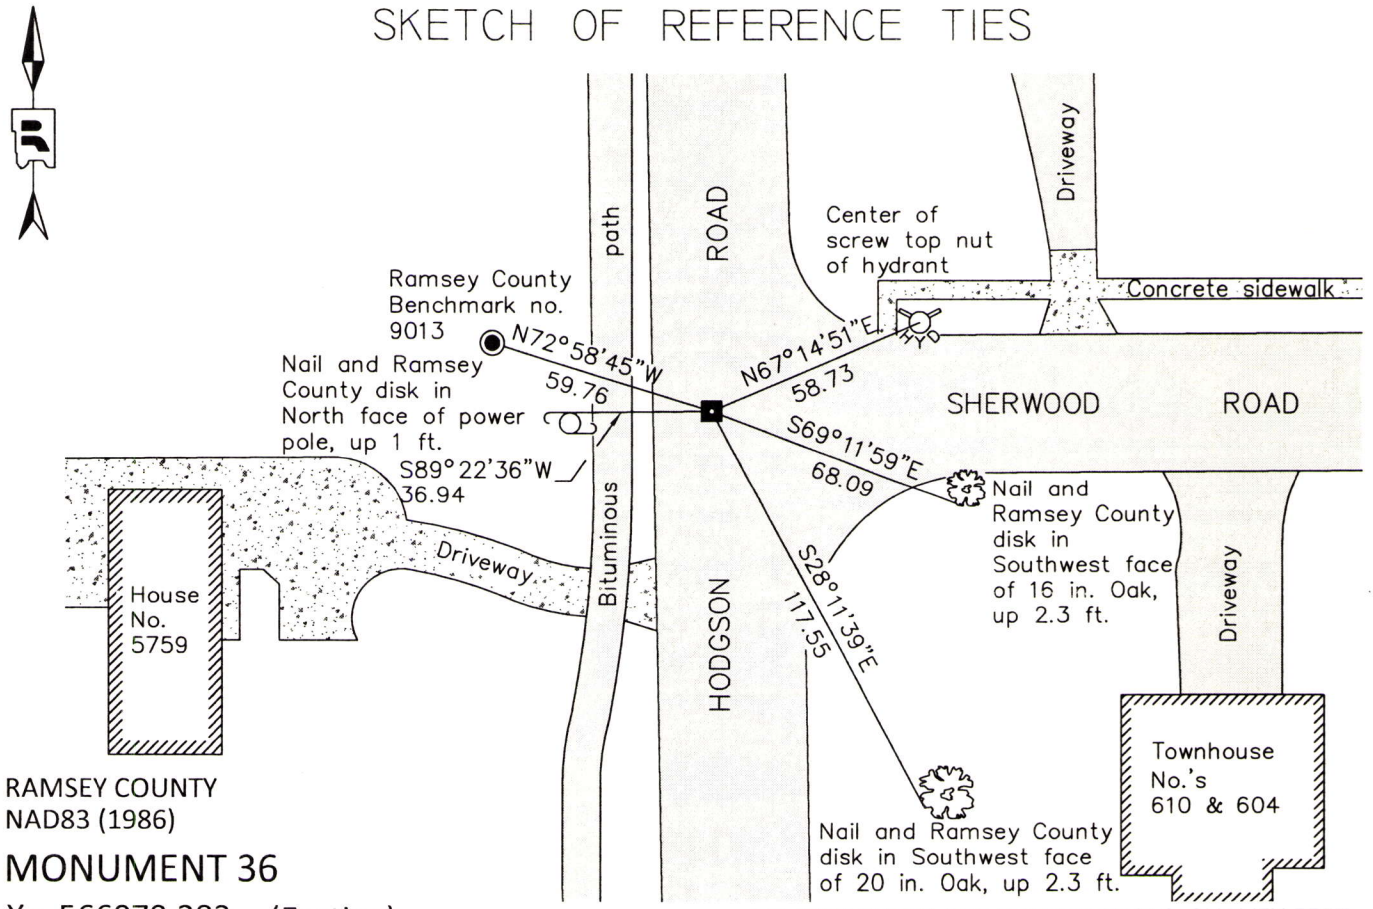 SKETCH OF REFERENCE TIES
path
ROAD
Driveway
Center of
screw top nut
of hydrant
Concrete sidewalk
HYD
Ramsey County
Benchmark no.
9013
N72°58'45"W
59.76
N67°14'51"E
58.73
Nail and Ramsey
County disk in
North face of power
pole, up 1 ft.
S89°22'36"W
36.94
SHERWOOD ROAD
S69°11'59"E
68.09
Nail and
Ramsey County
disk in
Southwest face
of 16 in. Oak,
up 2.3 ft.
Driveway
Bituminous
HODGSON
S28°11'39"E
117.55
Driveway
House
No.
5759
Townhouse
No.'s
610 & 604
Nail and Ramsey County
disk in Southwest face
of 20 in. Oak, up 2.3 ft.
RAMSEY COUNTY
NAD83 (1986)
MONUMENT 36